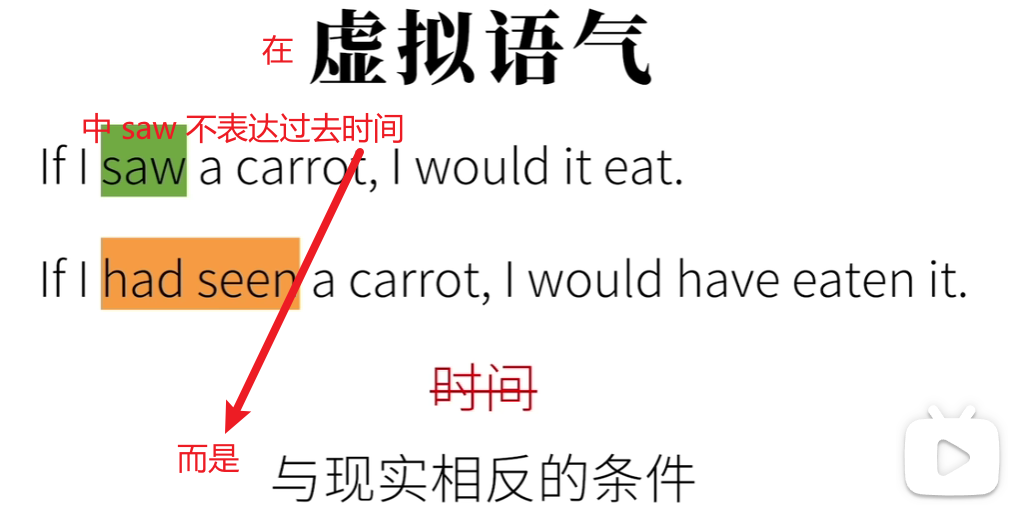 在 虚拟语气
中 saw 不表达过去时间
If I saw a carrot, I would it eat.
If I had seen a carrot, I would have eaten it.
时间
而是
与现实相反的条件